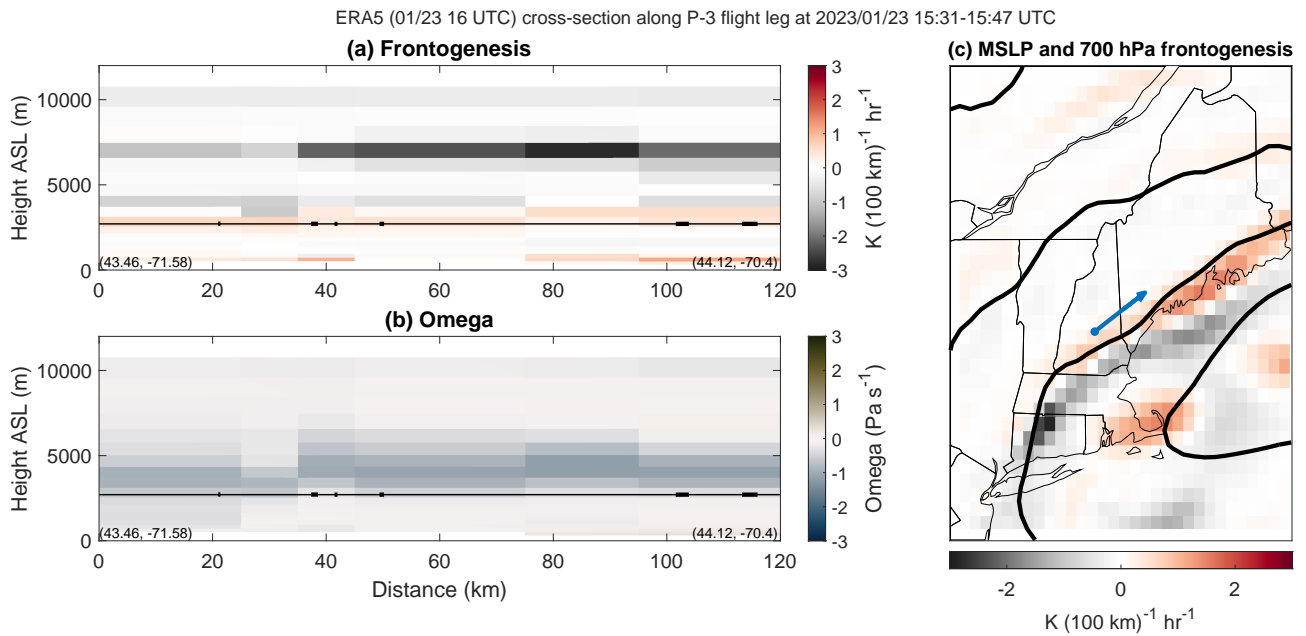 ERA5 (01/23 16 UTC) cross-section along P-3 flight leg at 2023/01/23 15:31-15:47 UTC
(a) Frontogenesis
Height ASL (m)
10000
5000
0
(43.46, -71.58)
(44.12, -70.4)
0 20 40 60 80 100 120
3
2
1
0
-1
-2
-3
K (100 km)⁻¹ hr⁻¹
(b) Omega
Height ASL (m)
10000
5000
0
(43.46, -71.58)
(44.12, -70.4)
0 20 40 60 80 100 120
Distance (km)
3
2
1
0
-1
-2
-3
Omega (Pa s⁻¹)
(c) MSLP and 700 hPa frontogenesis
-2 0 2
K (100 km)⁻¹ hr⁻¹